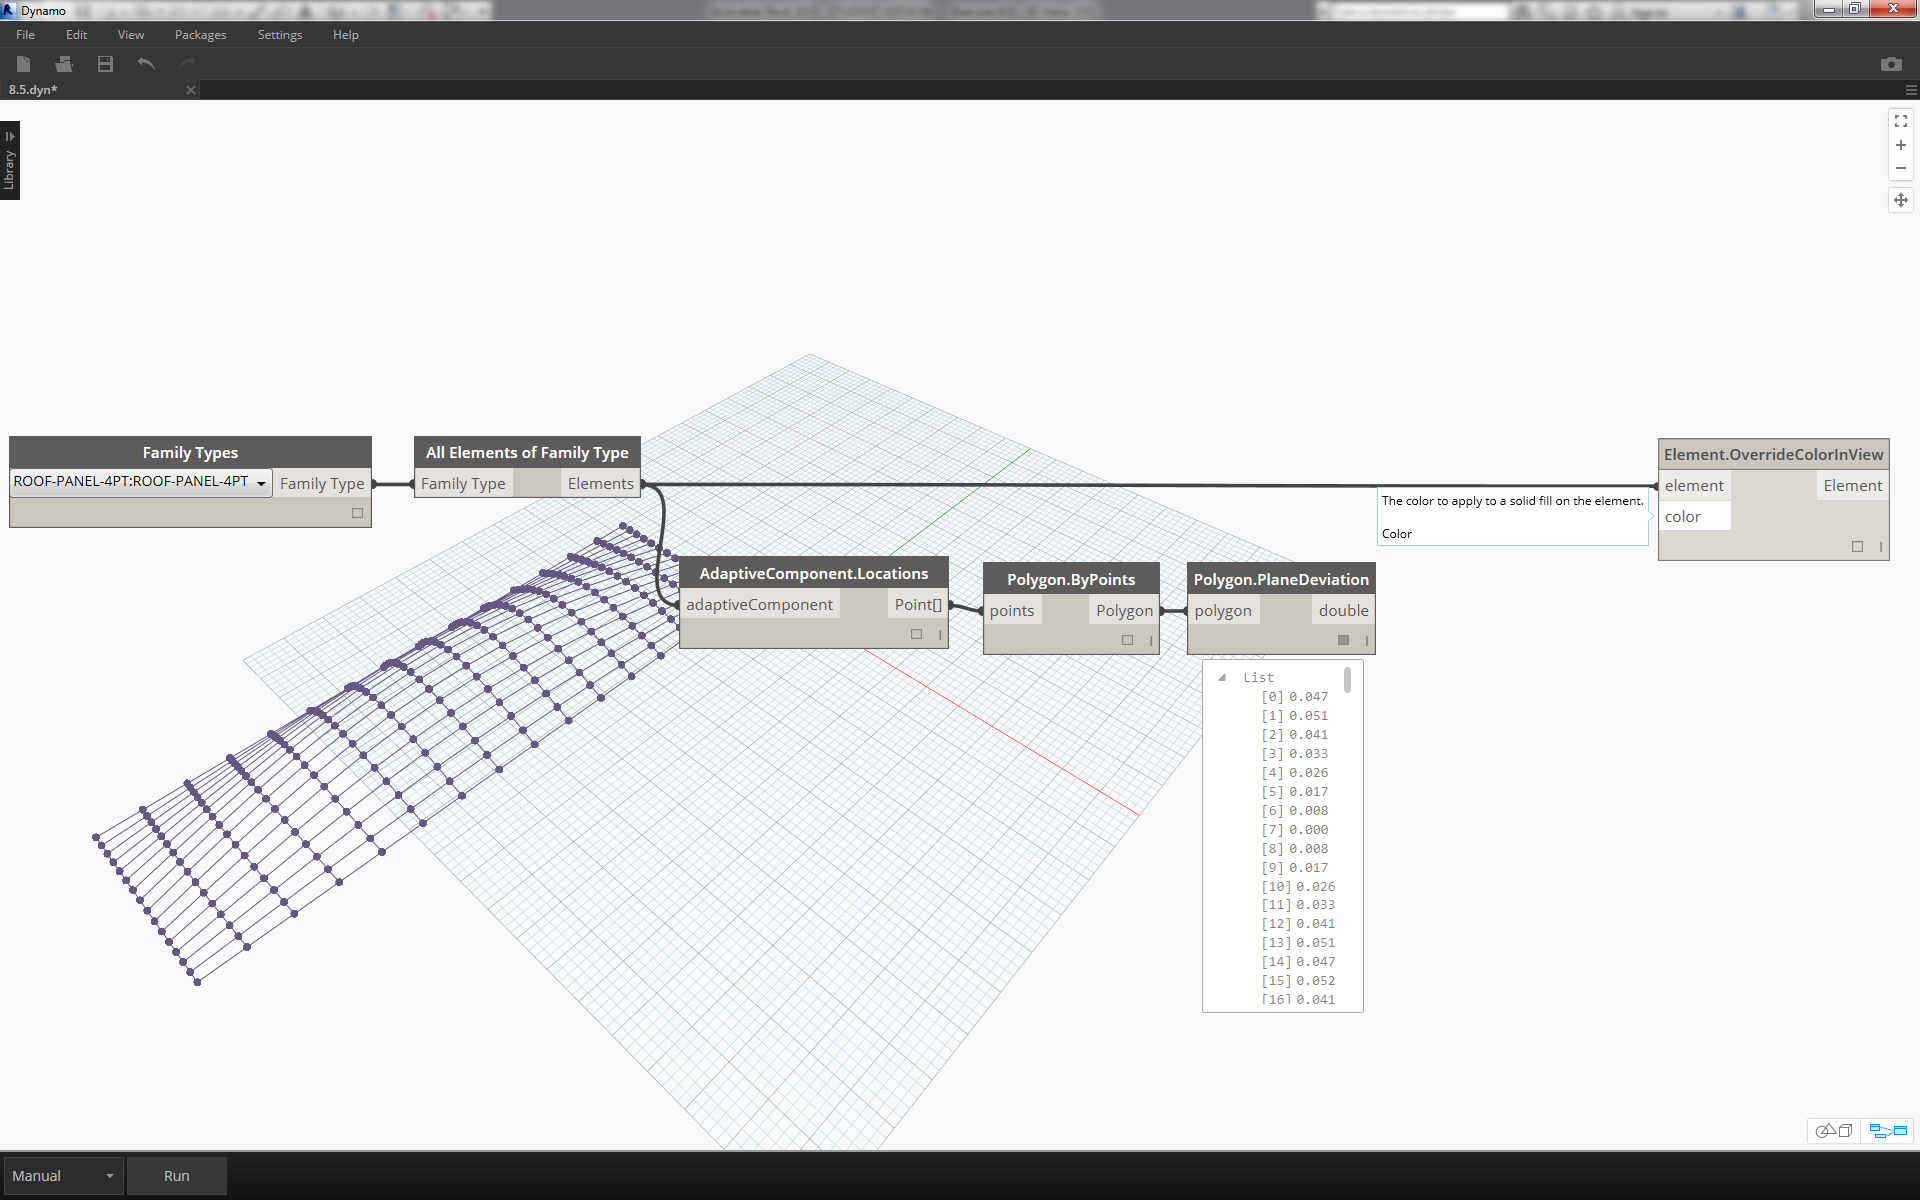 Dynamo
File Edit View Packages Settings Help
8.5.dyn*
Library
Family Types
ROOF-PANEL-4PT:ROOF-PANEL-4PT Family Type
All Elements of Family Type
Family Type Elements
Element.OverrideColorInView
element Element
color
The color to apply to a solid fill on the element.
Color
AdaptiveComponent.Locations
adaptiveComponent Point[]
Polygon.ByPoints
points Polygon
Polygon.PlaneDeviation
polygon double
List
[0] 0.047
[1] 0.051
[2] 0.041
[3] 0.033
[4] 0.026
[5] 0.017
[6] 0.008
[7] 0.000
[8] 0.008
[9] 0.017
[10] 0.026
[11] 0.033
[12] 0.041
[13] 0.051
[14] 0.047
[15] 0.052
[16] 0.041
Manual Run